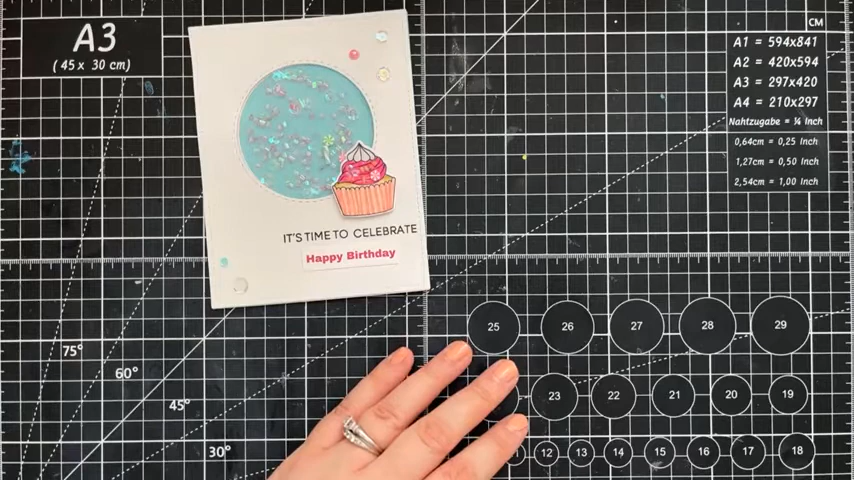 A3
( 45 x 30 cm)
CM
A1 = 594x841
A2 = 420x594
A3 = 297x420
A4 = 210x297
Nahtzugabe = ¼ Inch
0,64cm = 0,25 Inch
1,27cm = 0,50 Inch
2,54cm = 1,00 Inch
IT'S TIME TO CELEBRATE
Happy Birthday
75°
60°
45°
30°
25 26 27 28 29
23 22 21 20 19
12 13 14 15 16 17 18